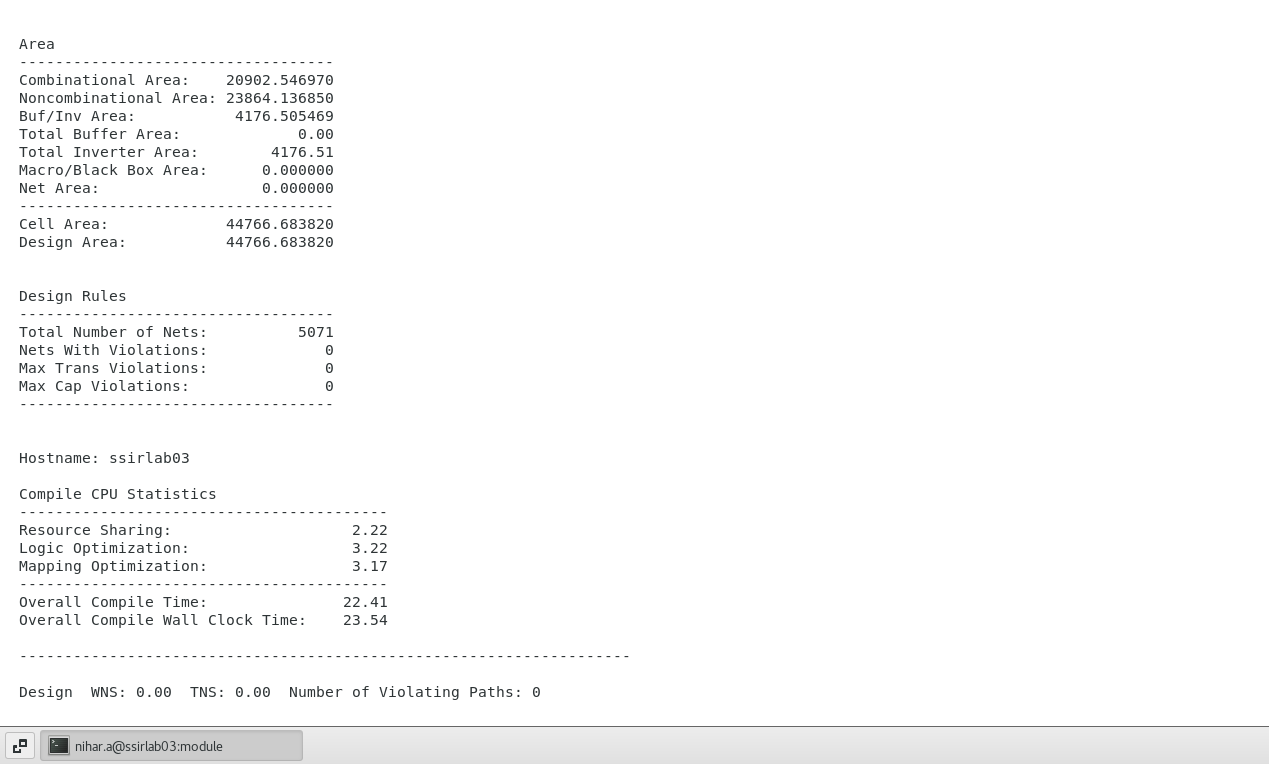 Area
-----------------------------------
Combinational Area:    20902.546970
Noncombinational Area: 23864.136850
Buf/Inv Area:           4176.505469
Total Buffer Area:             0.00
Total Inverter Area:        4176.51
Macro/Black Box Area:      0.000000
Net Area:                  0.000000
-----------------------------------
Cell Area:             44766.683820
Design Area:           44766.683820
Design Rules
-----------------------------------
Total Number of Nets:          5071
Nets With Violations:             0
Max Trans Violations:             0
Max Cap Violations:               0
-----------------------------------
Hostname: ssirlab03
Compile CPU Statistics
-----------------------------------------
Resource Sharing:                    2.22
Logic Optimization:                  3.22
Mapping Optimization:                3.17
-----------------------------------------
Overall Compile Time:               22.41
Overall Compile Wall Clock Time:    23.54
--------------------------------------------------------------------
Design  WNS: 0.00  TNS: 0.00  Number of Violating Paths: 0
nihar.a@ssirlab03:module